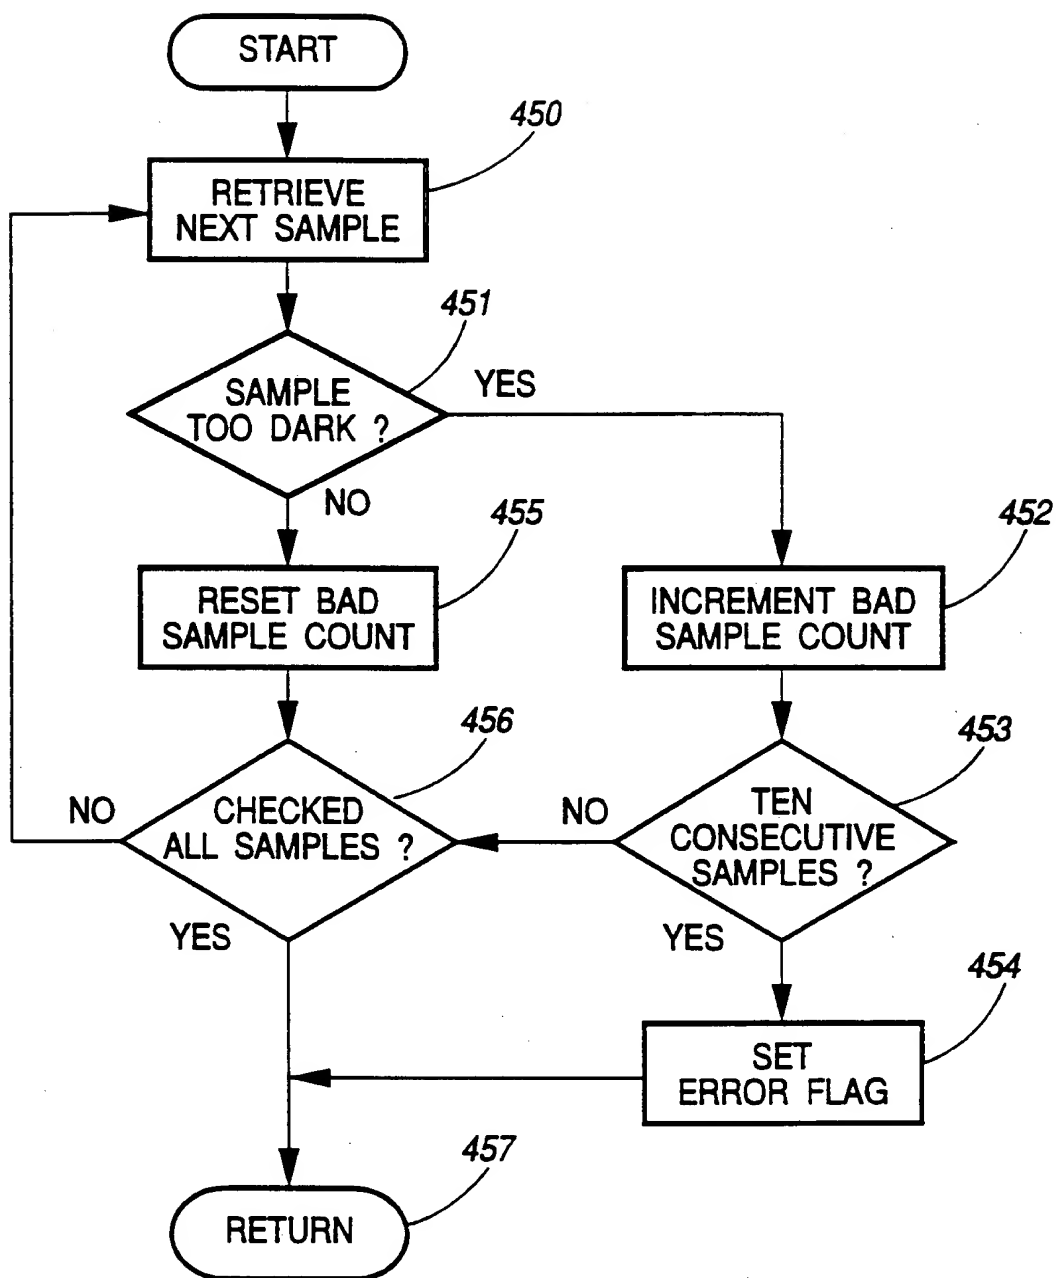 START
450
RETRIEVE
NEXT SAMPLE
451
SAMPLE
TOO DARK ?
YES
NO
455
RESET BAD
SAMPLE COUNT
452
INCREMENT BAD
SAMPLE COUNT
456
CHECKED
ALL SAMPLES ?
NO
YES
453
TEN
CONSECUTIVE
SAMPLES ?
NO
YES
454
SET
ERROR FLAG
457
RETURN